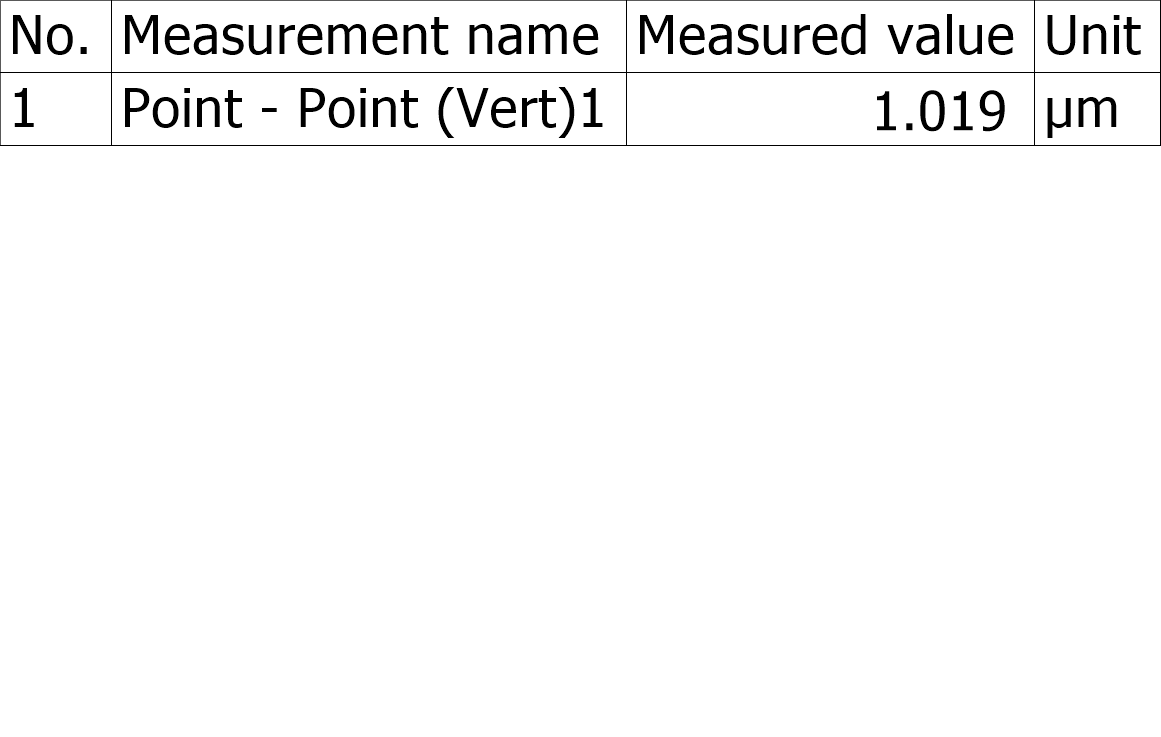 No. Measurement name Measured value Unit
1 Point - Point (Vert)1 1.019 µm